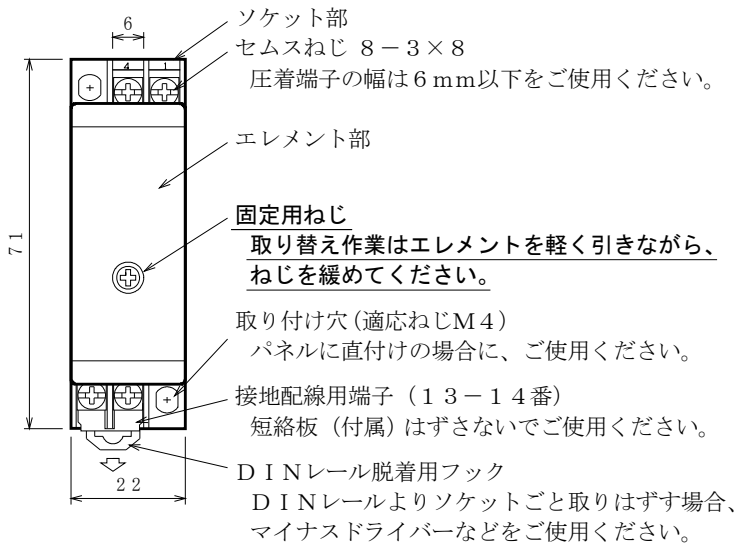 6
ソケット部
セムスねじ ８－３×８
圧着端子の幅は６ｍｍ以下をご使用ください。
4 1
エレメント部
固定用ねじ
取り替え作業はエレメントを軽く引きながら、
ねじを緩めてください。
71
取り付け穴(適応ねじＭ４)
パネルに直付けの場合に、ご使用ください。
接地配線用端子（１３－１４番）
短絡板（付属）はずさないでご使用ください。
22
ＤＩＮレール脱着用フック
ＤＩＮレールよりソケットごと取りはずす場合、
マイナスドライバーなどをご使用ください。